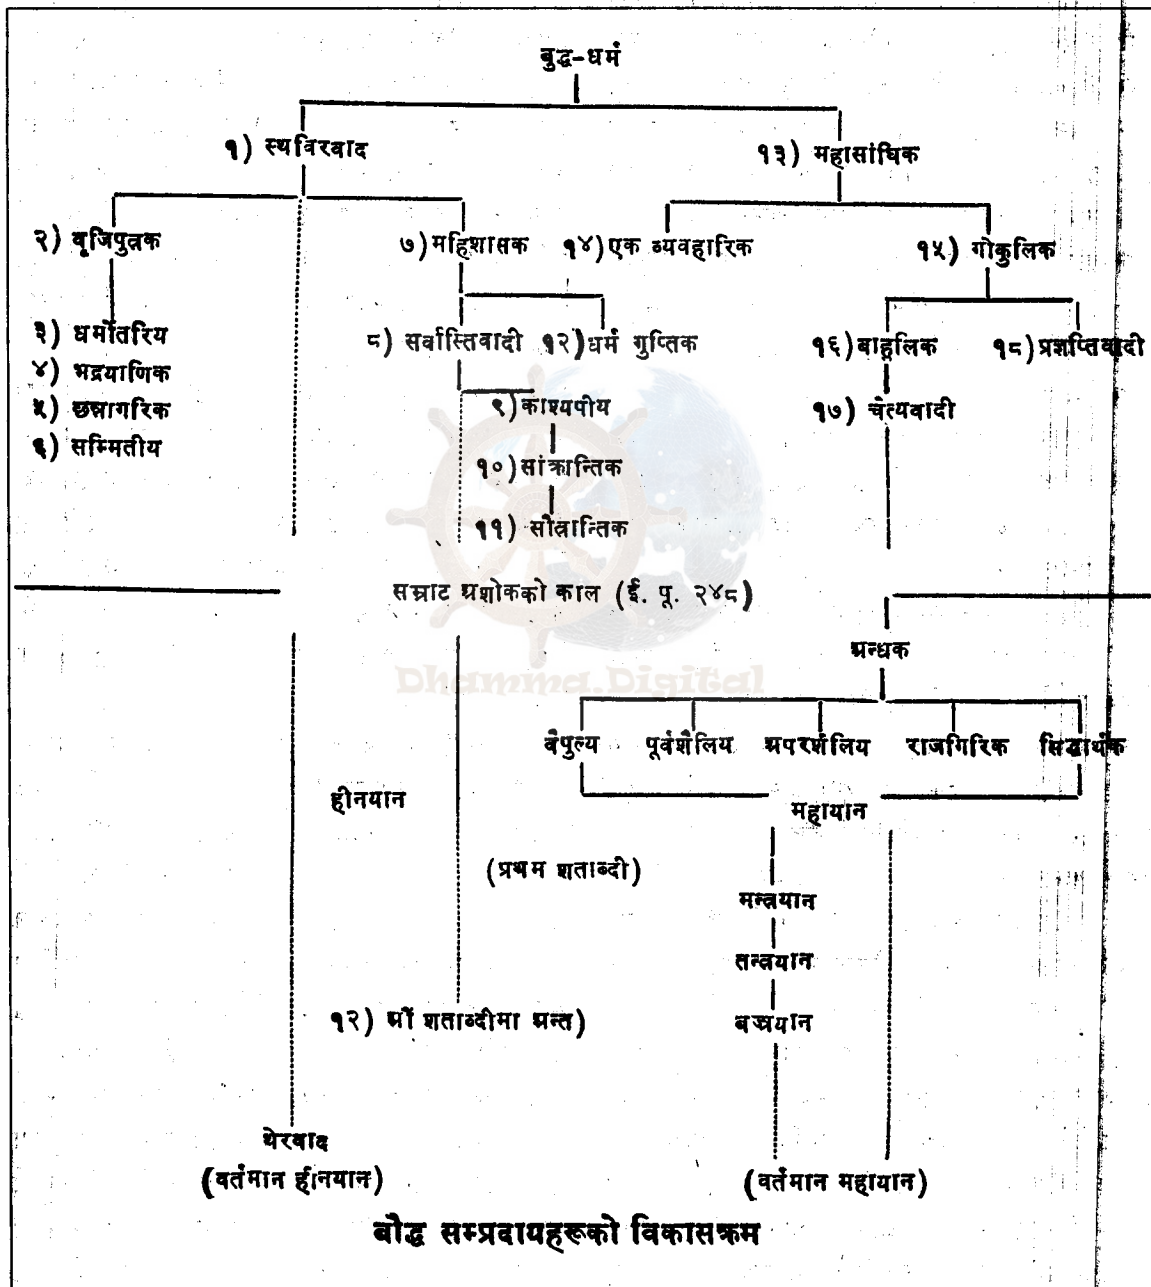 बुद्ध-धर्म
१) स्थविरवाद
१३) महासांघिक
२) वृजिपुत्रक
७) महिशासक
१४) एक व्यवहारिक
१५) गोकुलिक
३) धर्मोतरिय
४) भद्रयाणिक
५) छन्नागरिक
६) सम्मितीय
८) सर्वास्तिवादी
१२) धर्म गुप्तिक
१६) बाहुलिक
१८) प्रज्ञप्तिवादी
९) काश्यपीय
१७) चैत्यवादी
१०) सांक्रान्तिक
११) सौत्रान्तिक
सम्राट अशोकको काल (ई. पू. २४८)
अन्धक
Dhamma.Digital
वैपुल्य
पूर्वशैलिय
अपरशैलिय
राजगिरिक
सिद्धार्थक
हीनयान
महायान
(प्रथम शताब्दी)
मन्त्रयान
तन्त्रयान
१२) औं शताब्दीमा अन्त)
बज्रयान
थेरवाद
(वर्तमान हीनयान)
(वर्तमान महायान)
बौद्ध सम्प्रदायहरूको विकासक्रम